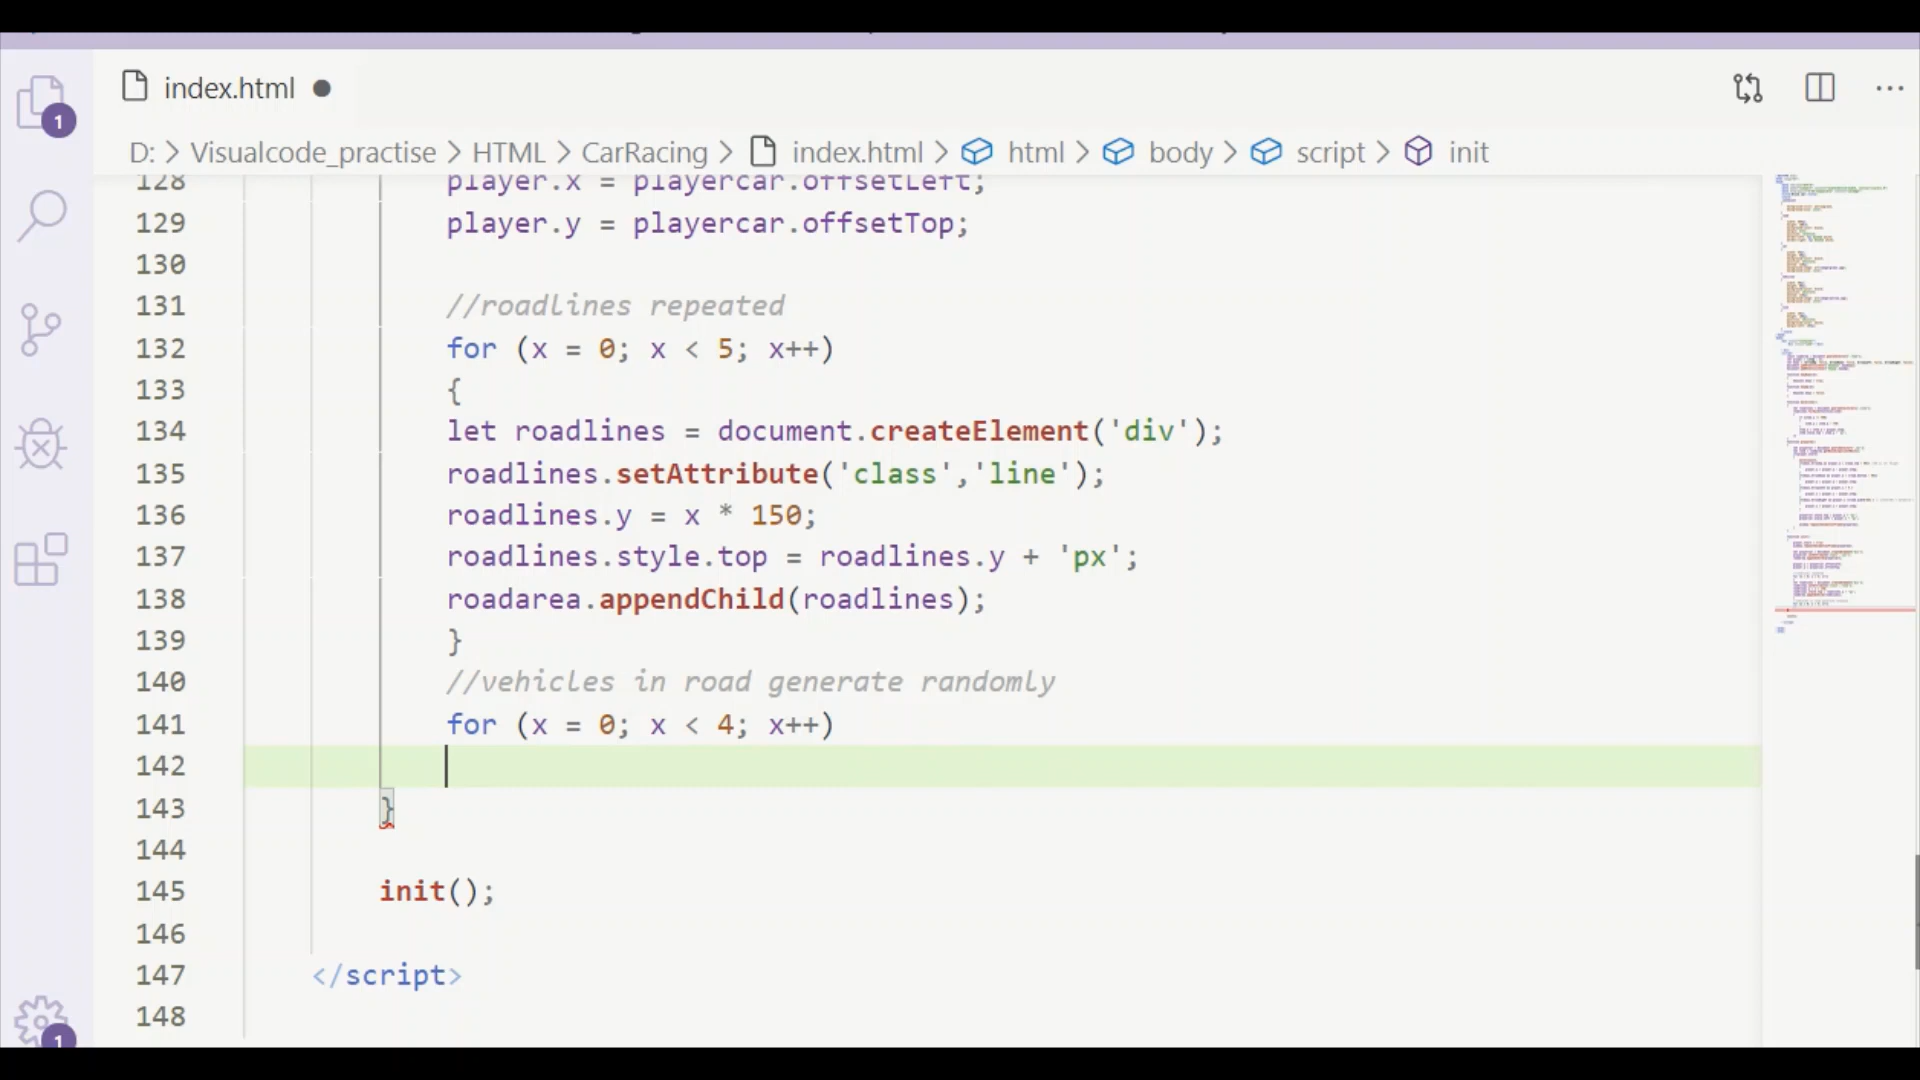 index.html
D: > Visualcode_practise > HTML > CarRacing > index.html > html > body > script > init
128 player.x = playercar.offsetLeft;
129 player.y = playercar.offsetTop;
130
131 //roadlines repeated
132 for (x = 0; x < 5; x++)
133 {
134 let roadlines = document.createElement('div');
135 roadlines.setAttribute('class','line');
136 roadlines.y = x * 150;
137 roadlines.style.top = roadlines.y + 'px';
138 roadarea.appendChild(roadlines);
139 }
140 //vehicles in road generate randomly
141 for (x = 0; x < 4; x++)
142
143 }
144
145 init();
146
147 </script>
148
1
1